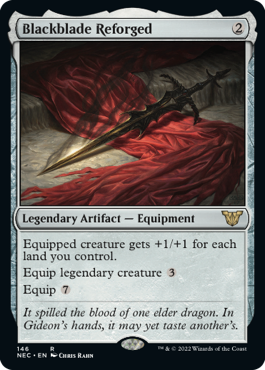 Blackblade Reforged 2
Legendary Artifact — Equipment
Equipped creature gets +1/+1 for each
land you control.
Equip legendary creature 3
Equip 7
It spilled the blood of one elder dragon. In
Gideon's hands, it may yet taste another's.
146 R
NEC • EN Chris Rahn ™ & © 2022 Wizards of the Coast